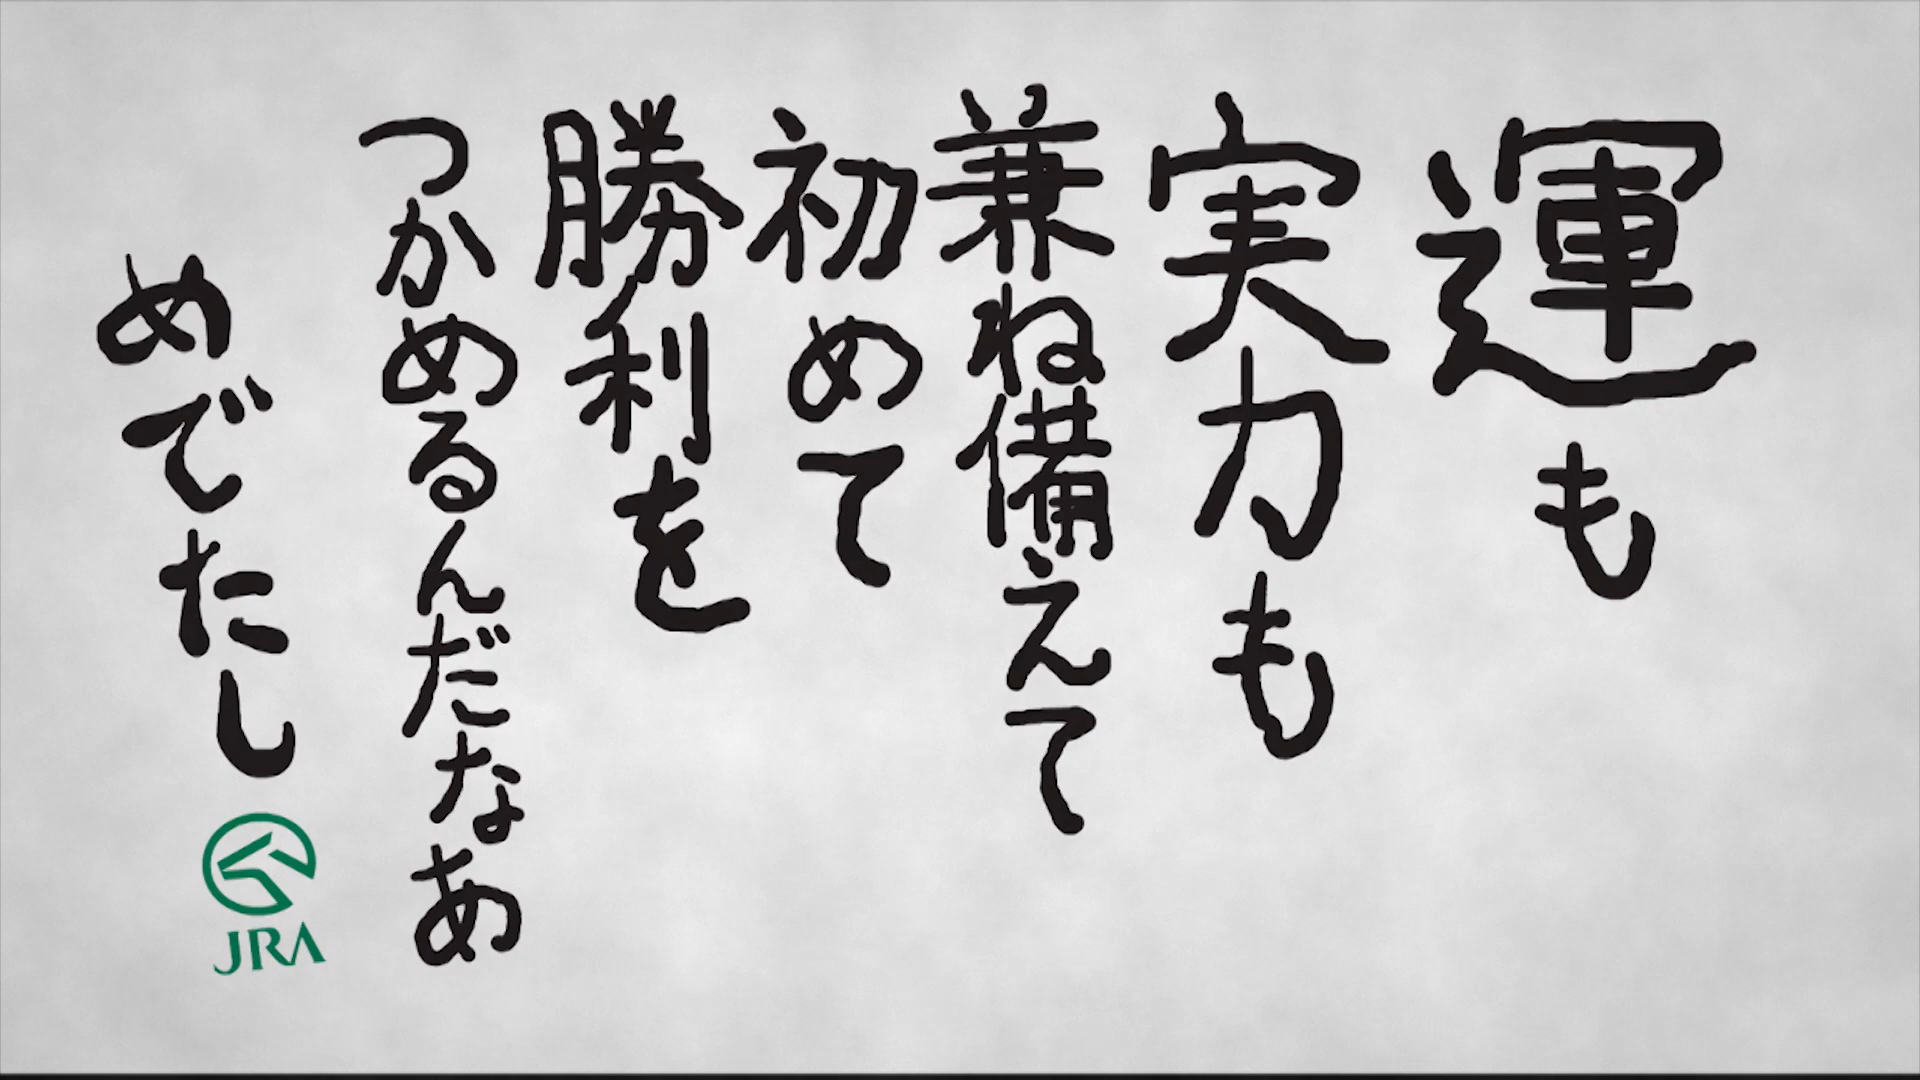 運も
実力も
兼ね備えて
初めて
勝利を
つかめるんだなあ
めでたし
JRA